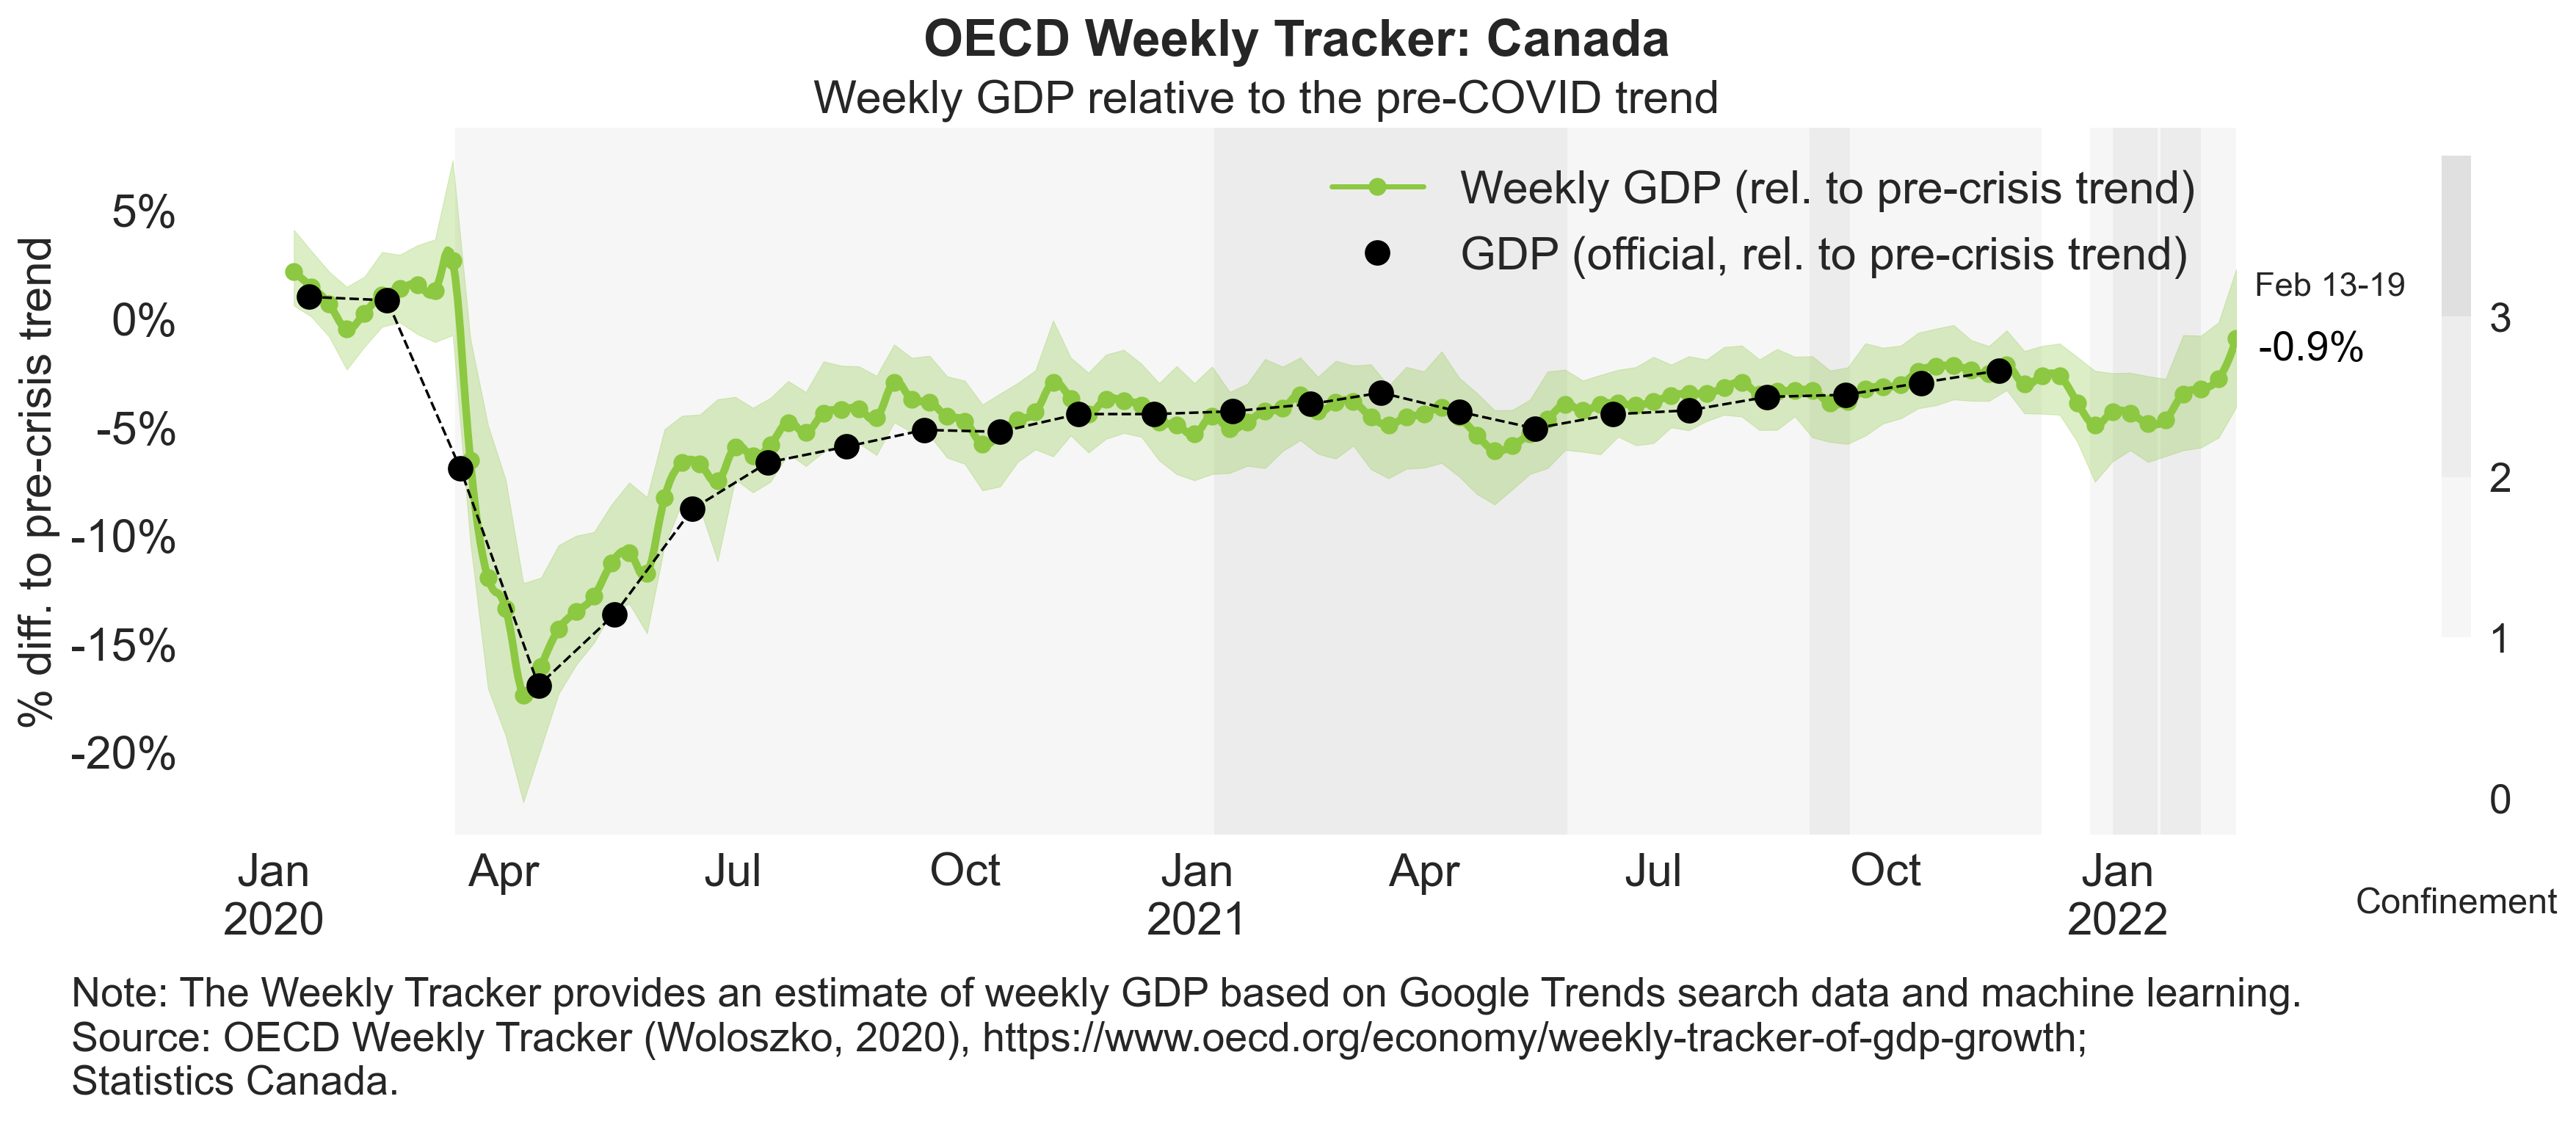 OECD Weekly Tracker: Canada
Weekly GDP relative to the pre-COVID trend
% diff. to pre-crisis trend
5%
0%
-5%
-10%
-15%
-20%
Weekly GDP (rel. to pre-crisis trend)
GDP (official, rel. to pre-crisis trend)
Feb 13-19
-0.9%
3
2
1
0
Confinement
Jan Apr Jul Oct Jan Apr Jul Oct Jan
2020 2021 2022
Note: The Weekly Tracker provides an estimate of weekly GDP based on Google Trends search data and machine learning.
Source: OECD Weekly Tracker (Woloszko, 2020), https://www.oecd.org/economy/weekly-tracker-of-gdp-growth;
Statistics Canada.